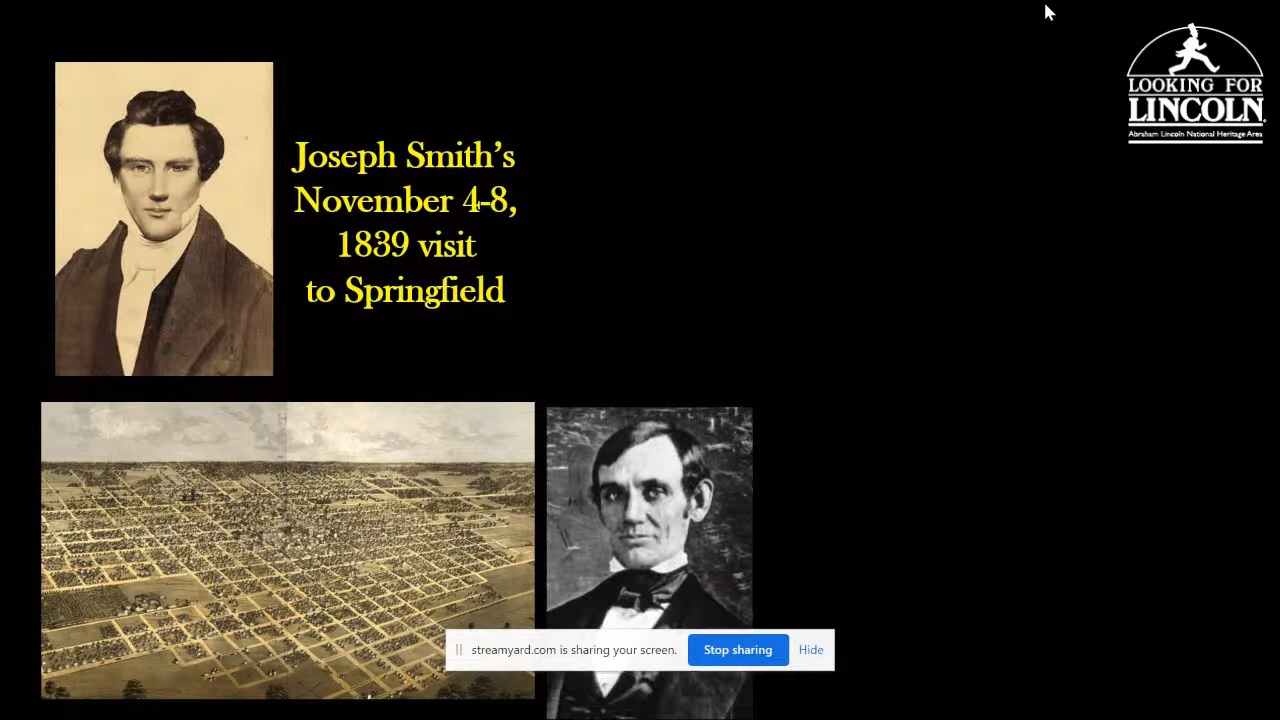 Joseph Smith's
November 4-8,
1839 visit
to Springfield
LOOKING FOR
LINCOLN®
Abraham Lincoln National Heritage Area
streamyard.com is sharing your screen.
Stop sharing
Hide